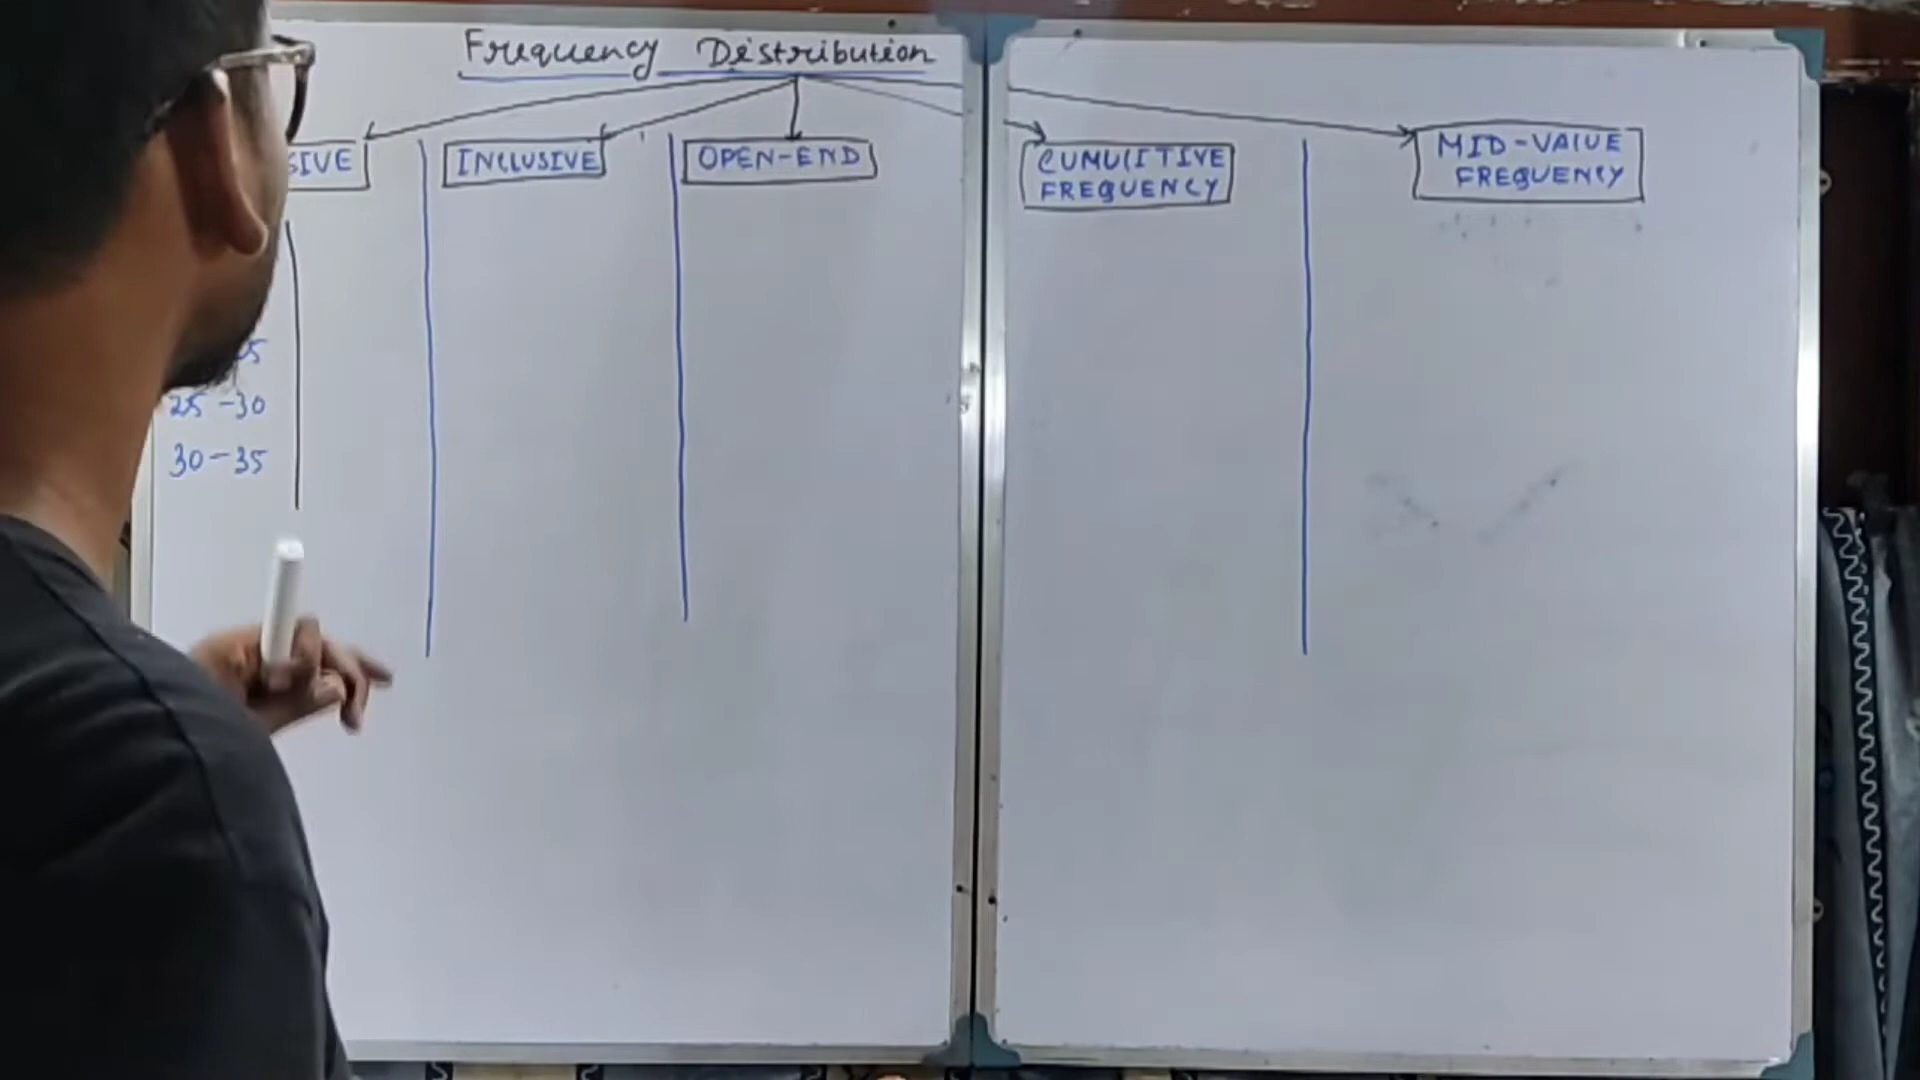 Frequency Distribution
SIVE
INCLUSIVE
OPEN-END
CUMULITIVE
FREQUENCY
MID-VALUE
FREQUENCY
25-30
30-35